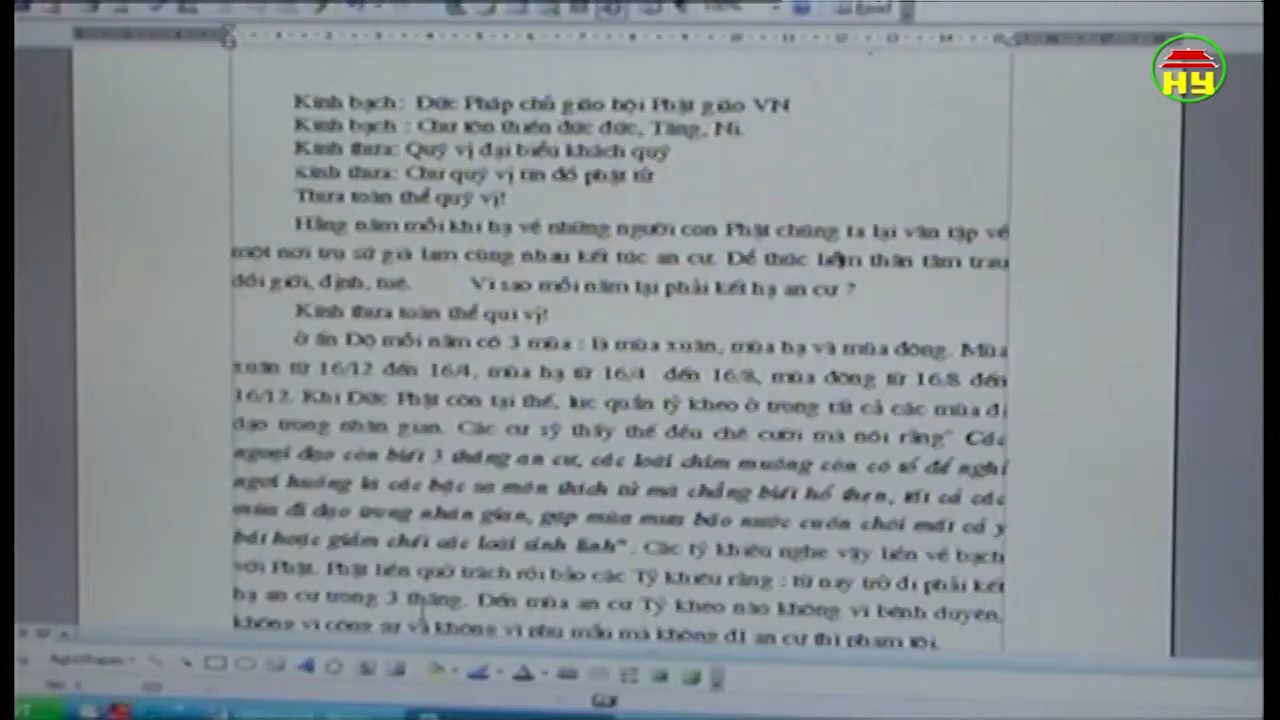 HY
Kính bạch: Đức Pháp chủ giáo hội Phật giáo VN
Kính bạch : Chư tôn thiền đức đức, Tăng, Ni.
Kính thưa: Quý vị đại biểu khách quý
Kính thưa: Chư quý vị tín đồ phật tử
Thưa toàn thể quý vị!
Hằng năm mỗi khi hạ về những người con Phật chúng ta lại vân tập về
một nơi trụ sứ già lam cùng nhau kết túc an cư. Để thúc liễm thân tâm trau
dồi giới, định, tuệ. Vì sao mỗi năm lại phải kết hạ an cư ?
Kính thưa toàn thể quí vị!
ở ấn Độ mỗi năm có 3 mùa : là mùa xuân, mùa hạ và mùa đông. Mùa
xuân từ 16/12 đến 16/4, mùa hạ từ 16/4 đến 16/8, mùa đông từ 16/8 đến
16/12. Khi Đức Phật còn tại thế, lúc quần tỷ kheo ở trong tất cả các mùa đi
đạo trong nhân gian. Các cư sỹ thấy thế đều chê cười mà nói rằng" Các
ngoại đạo còn biết 3 tháng an cư, các loài chim muông còn có tổ để nghỉ
ngơi huống là các bậc sa môn thích tử mà chẳng biết hổ thẹn, tất cả các
mùa đi đạo trong nhân gian, gặp mùa mưa bão nước cuốn chôi mất cả y
bát hoặc giẫm chết các loài sinh linh". Các tỷ khiêu nghe vậy liền về bạch
với Phật. Phật liền quở trách rồi bảo các Tỷ khiêu rằng : từ nay trở đi phải kết
hạ an cư trong 3 tháng. Đến mùa an cư Tỷ kheo nào không vì bệnh duyên,
không vì công sự và không vì phụ mẫu mà không đi an cư thì phạm tội.